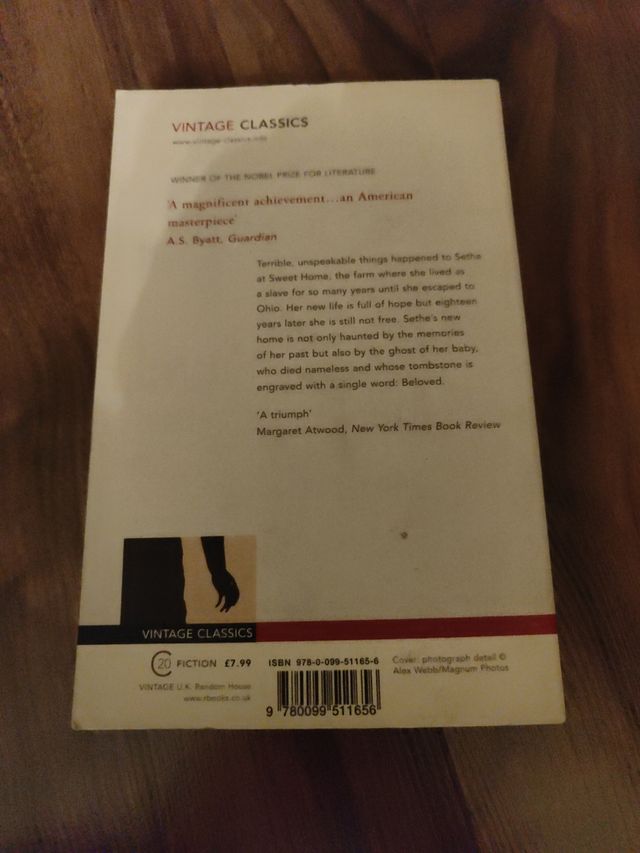 VINTAGE CLASSICS
www.vintage-classics.info
WINNER OF THE NOBEL PRIZE FOR LITERATURE
'A magnificent achievement...an American
masterpiece'
A.S. Byatt, Guardian
Terrible, unspeakable things happened to Sethe
at Sweet Home, the farm where she lived as
a slave for so many years until she escaped to
Ohio. Her new life is full of hope but eighteen
years later she is still not free. Sethe's new
home is not only haunted by the memories
of her past but also by the ghost of her baby,
who died nameless and whose tombstone is
engraved with a single word: Beloved.
'A triumph'
Margaret Atwood, New York Times Book Review
VINTAGE CLASSICS
C20 FICTION £7.99
VINTAGE U.K. Random House
www.rbooks.co.uk
ISBN 978-0-099-51165-6
9 780099 511656
Cover: photograph detail ©
Alex Webb/Magnum Photos